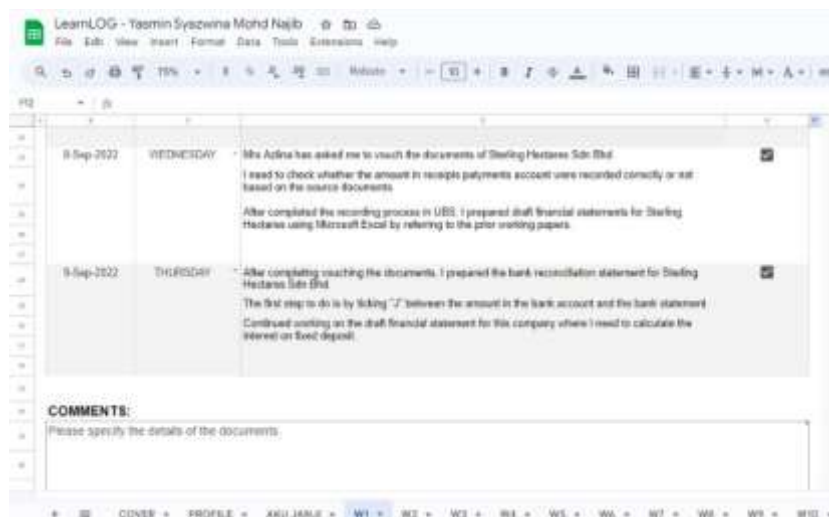 LearnLOG - Yasmin Syazwina Mohd Najib
File Edit View Insert Format Data Tools Extensions Help
75% Roboto 10
8-Sep-2022 WEDNESDAY Mrs Azlina has asked me to vouch the documents of Sterling Hectares Sdn Bhd
I need to check whether the amount in receipts patyments account were recorded correctly or not
based on the source documents.
After completed the recording process in UBS, I prepared draft financial statements for Sterling
Hectares using Microsoft Excel by referring to the prior working papers.
9-Sep-2022 THURSDAY After completing vouching the documents, I prepared the bank reconciliation statement for Sterling
Hectares Sdn Bhd.
The first step to do is by ticking "J" between the amount in the bank account and the bank statement
Continued working on the draft financial statement for this company where I need to calculate the
interest on fixed deposit.
COMMENTS:
Please specify the details of the documents.
COVER PROFILE AKU JANJI W1 W2 W3 W4 W5 W6 W7 W8 W9 W10